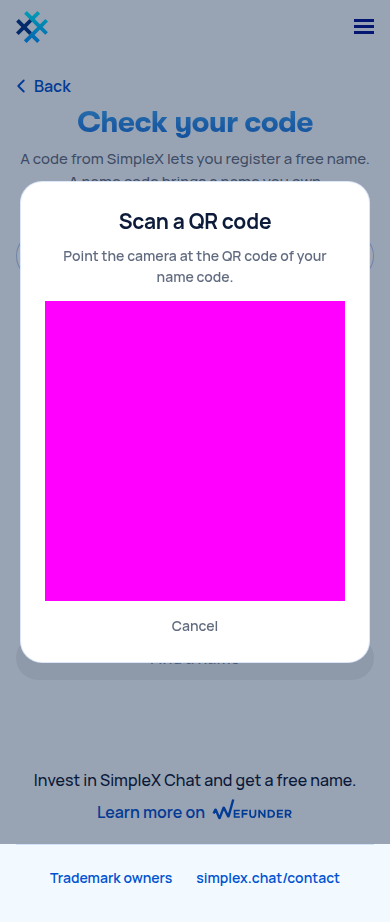 Back
Check your code
A code from SimpleX lets you register a free name.
Scan a QR code
Point the camera at the QR code of your
name code.
Cancel
Invest in SimpleX Chat and get a free name.
Learn more on WEFUNDER
Trademark owners simplex.chat/contact